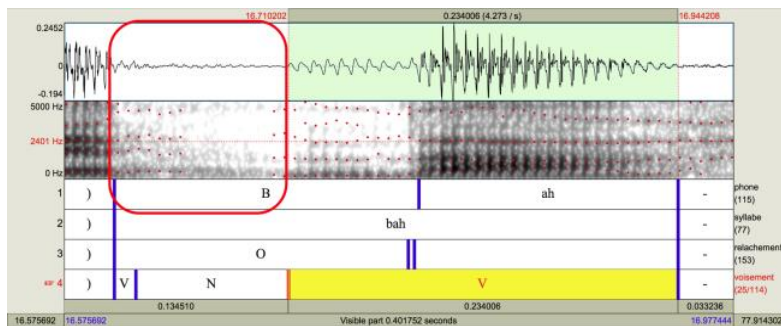 16.710202 0.234006 (4.273 / s) 16.944208
0.2452
0
-0.194
5000 Hz
2401 Hz
0 Hz
1 ) B ah - phone (115)
2 ) bah - syllabe (77)
3 ) O - relachement (153)
4 ) V N V - voisement (25/114)
0.134510 0.234006 0.033236
16.575692 16.575692 Visible part 0.401752 seconds 16.977444 77.914302